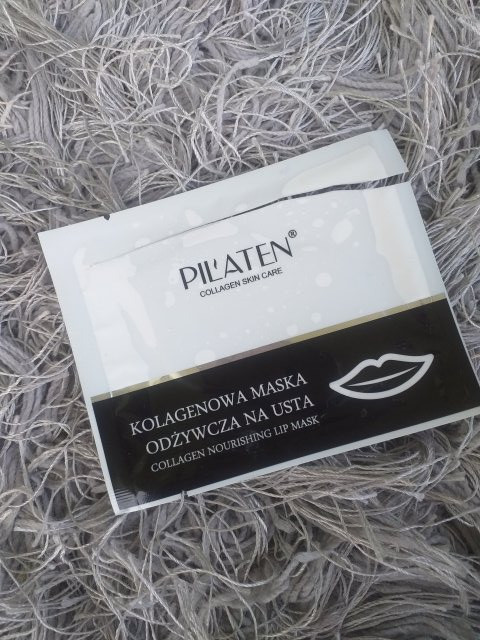 PIL'ATEN®
COLLAGEN SKIN CARE
KOLAGENOWA MASKA
ODŻYWCZA NA USTA
COLLAGEN NOURISHING LIP MASK